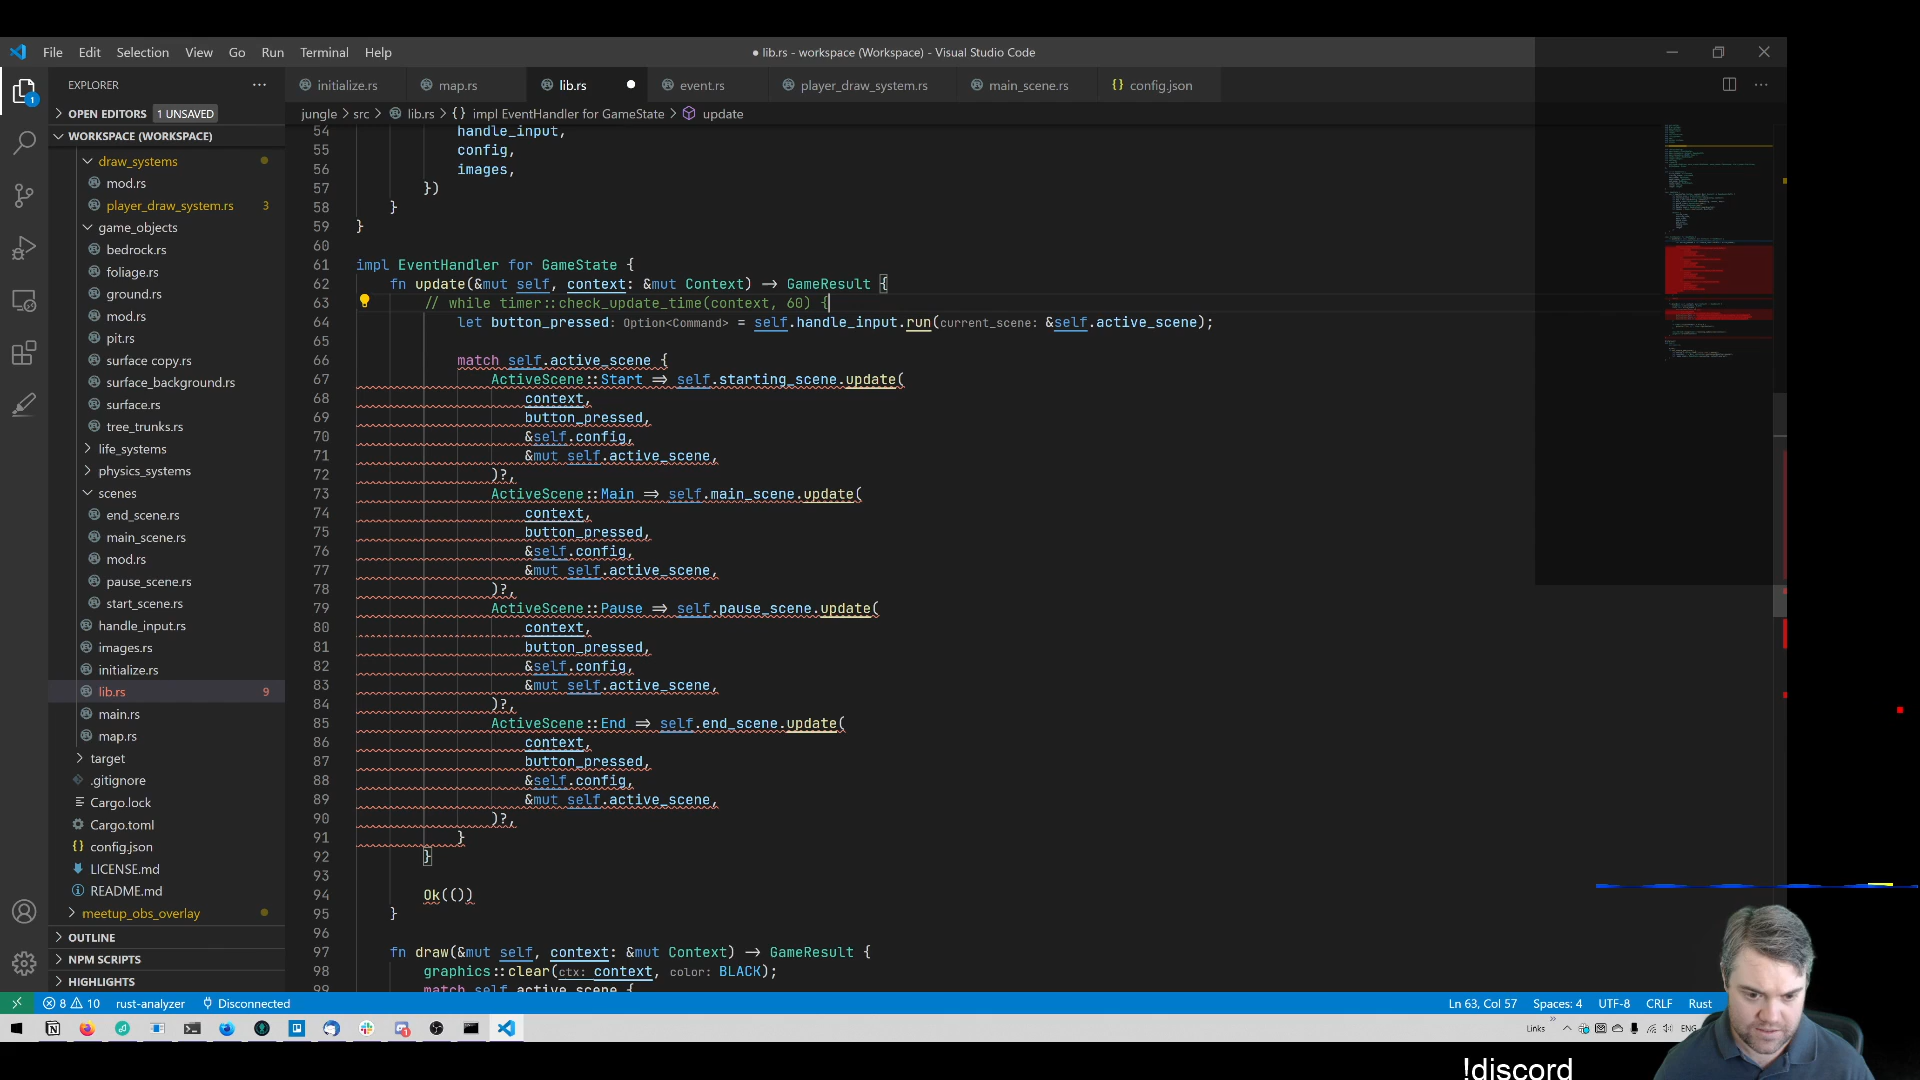 File Edit Selection View Go Run Terminal Help
● lib.rs - workspace (Workspace) - Visual Studio Code
EXPLORER
initialize.rs
map.rs
lib.rs
event.rs
player_draw_system.rs
main_scene.rs
config.json
OPEN EDITORS 1 UNSAVED
jungle > src > lib.rs > {} impl EventHandler for GameState > update
WORKSPACE (WORKSPACE)
draw_systems
mod.rs
player_draw_system.rs 3
game_objects
bedrock.rs
foliage.rs
ground.rs
mod.rs
pit.rs
surface copy.rs
surface_background.rs
surface.rs
tree_trunks.rs
life_systems
physics_systems
scenes
end_scene.rs
main_scene.rs
mod.rs
pause_scene.rs
start_scene.rs
handle_input.rs
images.rs
initialize.rs
lib.rs 9
main.rs
map.rs
target
.gitignore
Cargo.lock
Cargo.toml
config.json
LICENSE.md
README.md
meetup_obs_overlay
OUTLINE
NPM SCRIPTS
HIGHLIGHTS
1
54 handle_input,
55 config,
56 images,
57 })
58 }
59 }
60
61 impl EventHandler for GameState {
62 fn update(&mut self, context: &mut Context) -> GameResult {
63 // while timer::check_update_time(context, 60) {
64 let button_pressed: Option<Command> = self.handle_input.run(current_scene: &self.active_scene);
65
66 match self.active_scene {
67 ActiveScene::Start => self.starting_scene.update(
68 context,
69 button_pressed,
70 &self.config,
71 &mut self.active_scene,
72 )?,
73 ActiveScene::Main => self.main_scene.update(
74 context,
75 button_pressed,
76 &self.config,
77 &mut self.active_scene,
78 )?,
79 ActiveScene::Pause => self.pause_scene.update(
80 context,
81 button_pressed,
82 &self.config,
83 &mut self.active_scene,
84 )?,
85 ActiveScene::End => self.end_scene.update(
86 context,
87 button_pressed,
88 &self.config,
89 &mut self.active_scene,
90 )?,
91 }
92 }
93
94 Ok(())
95 }
96
97 fn draw(&mut self, context: &mut Context) -> GameResult {
98 graphics::clear(ctx: context, color: BLACK);
99 match self.active_scene {
8 10 rust-analyzer Disconnected
Ln 63, Col 57 Spaces: 4 UTF-8 CRLF Rust
Links ENG
!discord